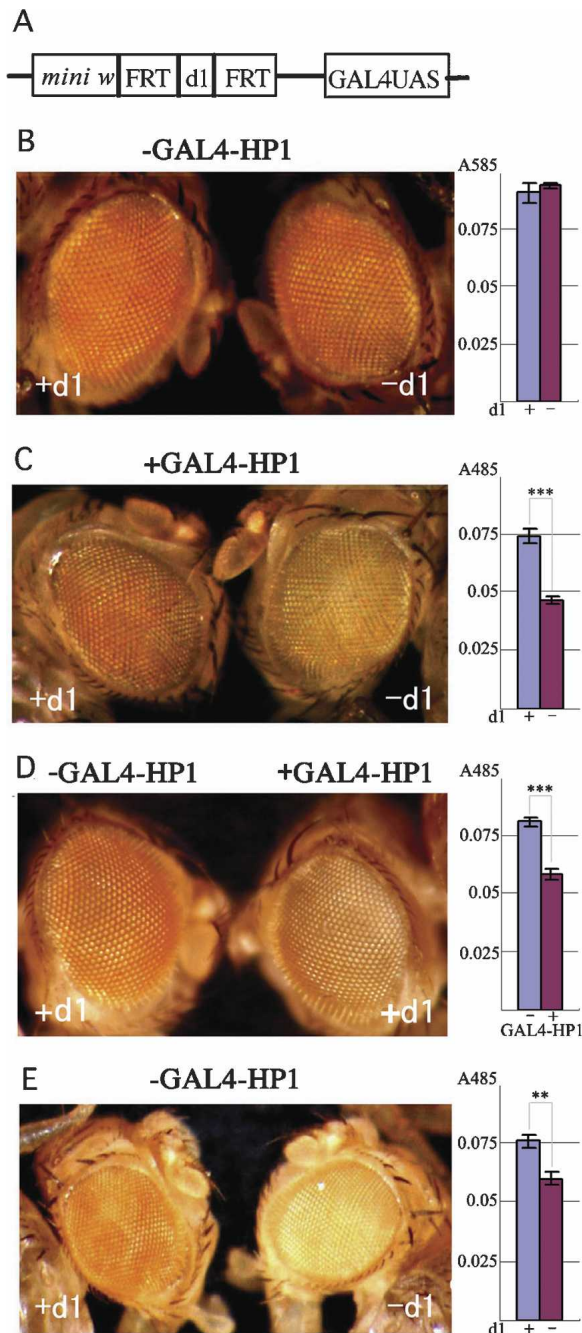 A
mini w FRT d1 FRT GAL4UAS
B
-GAL4-HP1
A585
0.075
0.05
0.025
+d1
−d1
d1 + −
C
+GAL4-HP1
A485
***
0.075
0.05
0.025
+d1
−d1
d1 + −
D
-GAL4-HP1
+GAL4-HP1
A485
***
0.075
0.05
0.025
+d1
+d1
− +
GAL4-HP1
E
-GAL4-HP1
A485
**
0.075
0.05
0.025
+d1
−d1
d1 + −